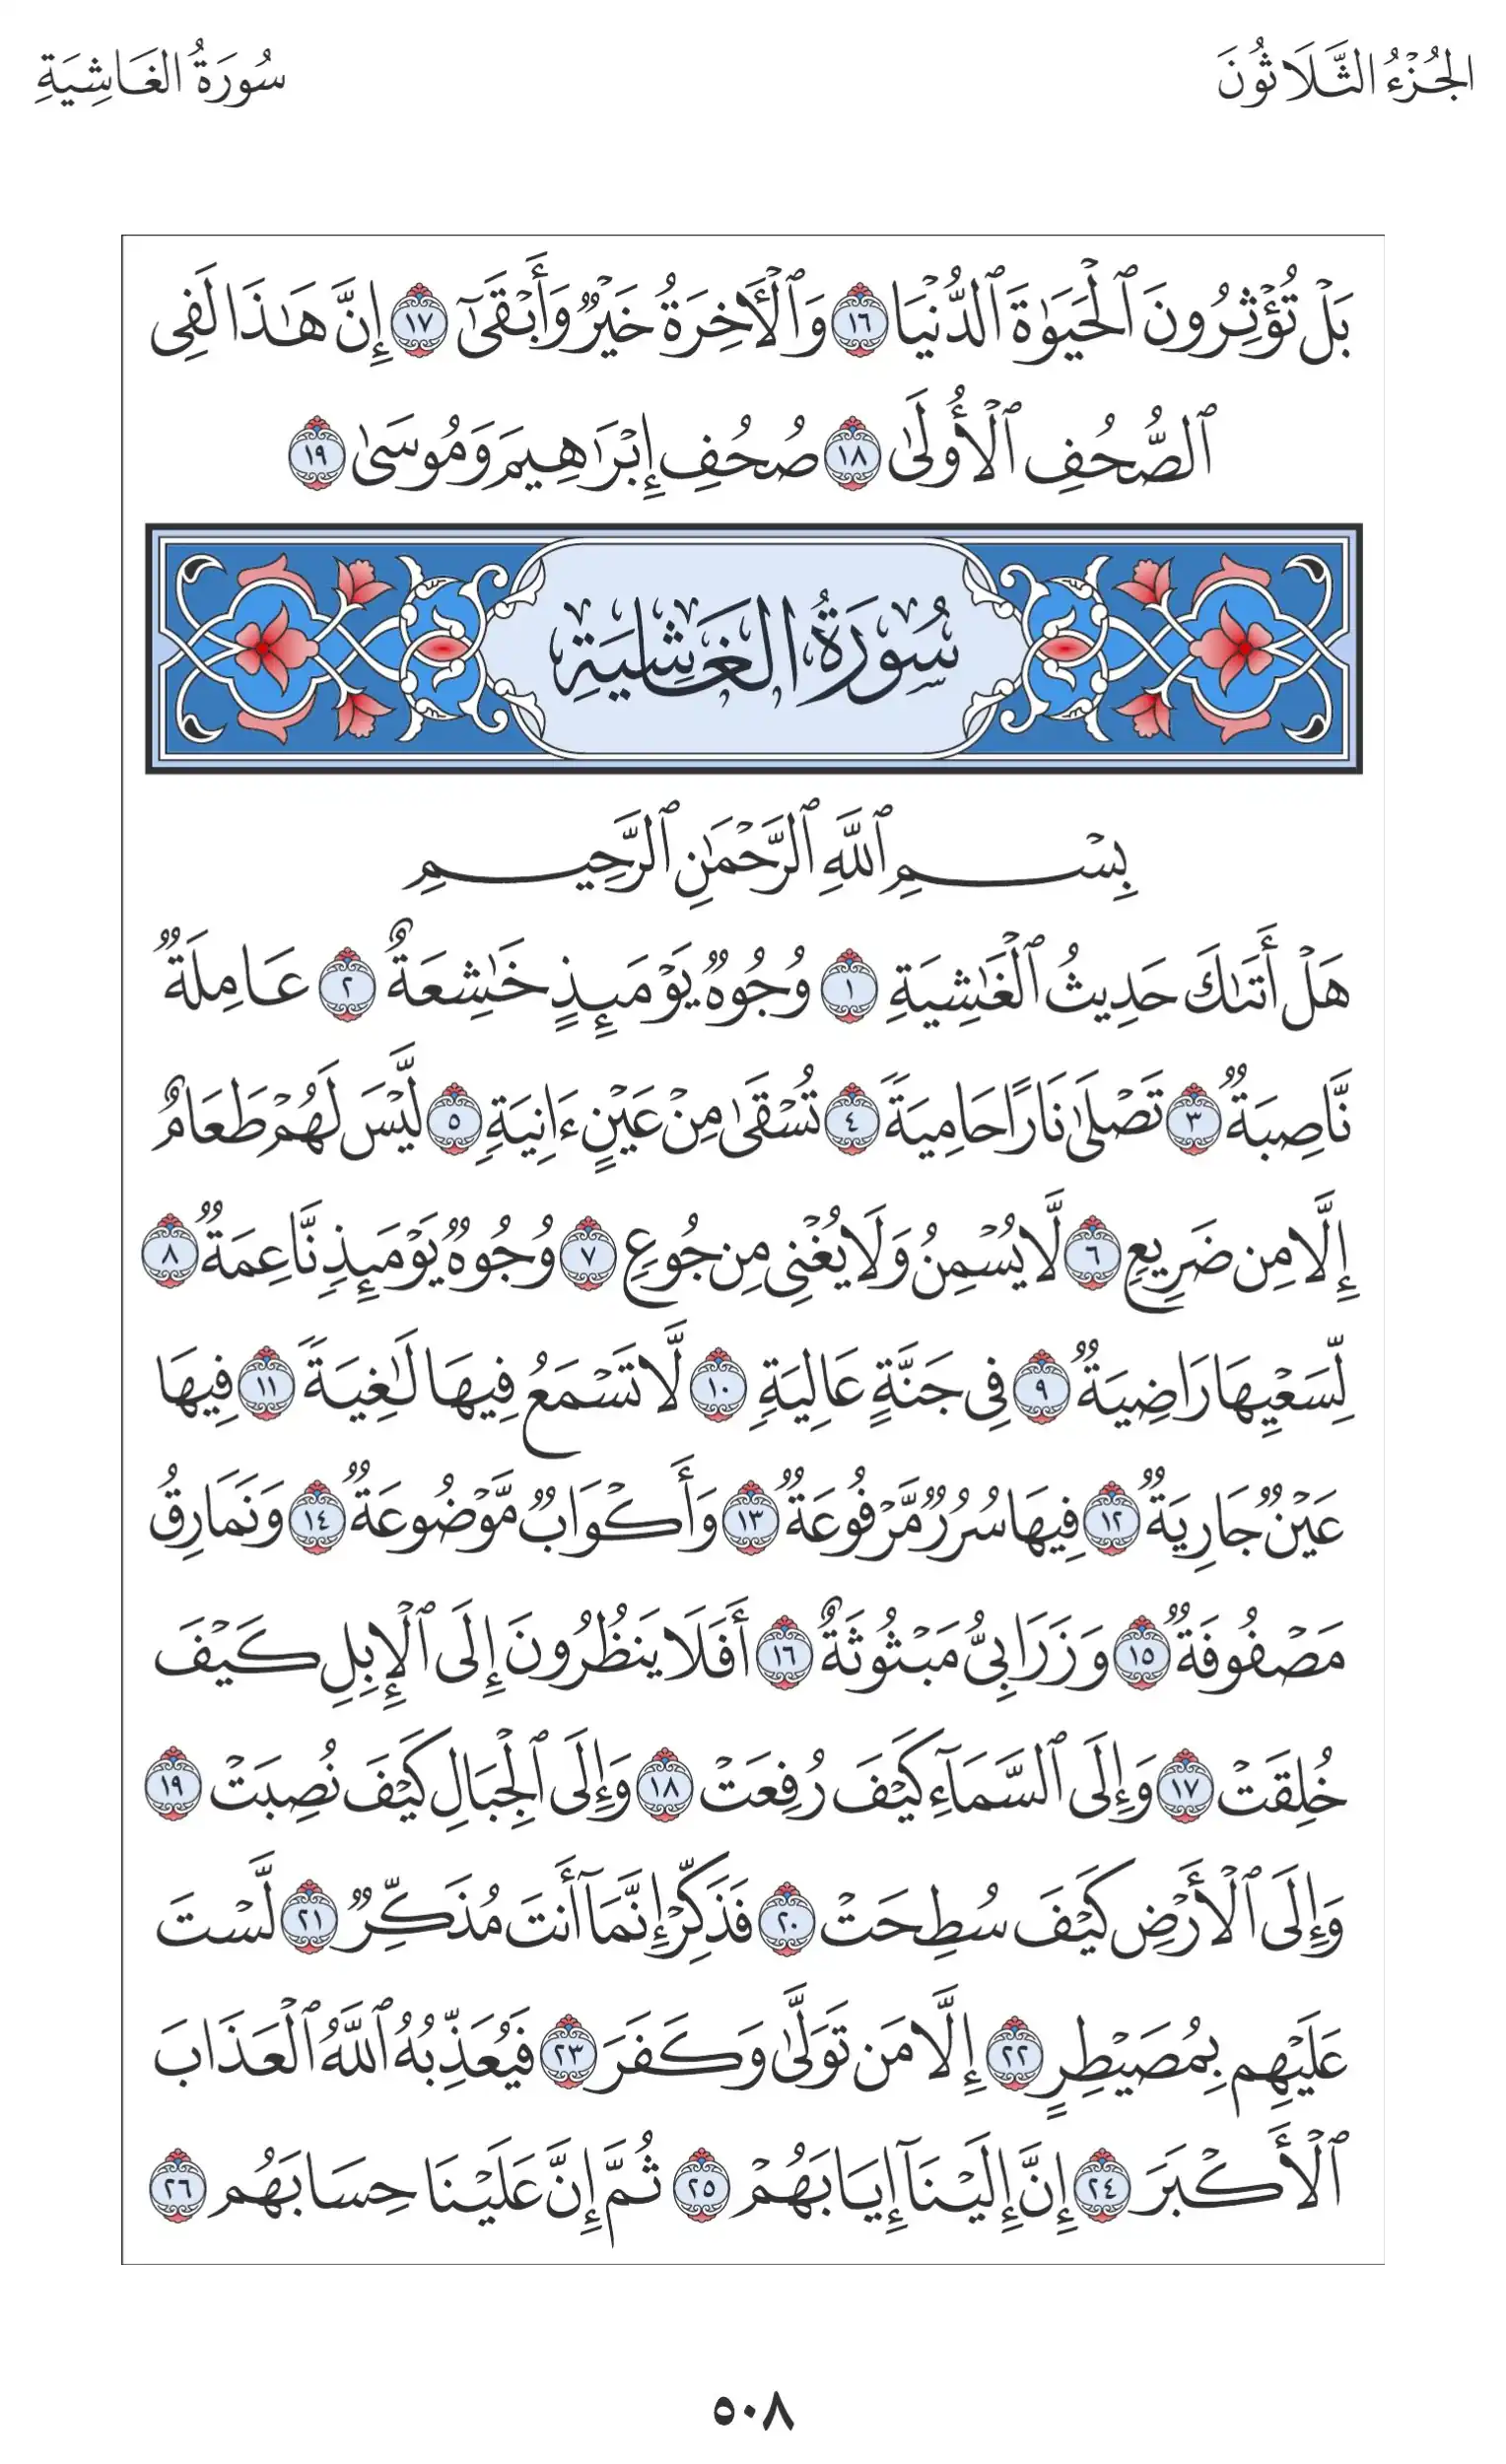 الجُزْءُ الثَّلَاثُونَ
سُورَةُ الغَاشِيَةِ
بَلْ تُؤْثِرُونَ ٱلْحَيَوٰةَ ٱلدُّنْيَا ١٦ وَٱلْأَخِرَةُ خَيْرٌ وَأَبْقَىٰٓ ١٧ إِنَّ هَـٰذَا لَفِى
ٱلصُّحُفِ ٱلْأُولَىٰ ١٨ صُحُفِ إِبْرَٰهِيمَ وَمُوسَىٰ ١٩
سُورَةُ الغَاشِيَةِ
بِسْمِ ٱللَّهِ ٱلرَّحْمَـٰنِ ٱلرَّحِيمِ
هَلْ أَتَىٰكَ حَدِيثُ ٱلْغَـٰشِيَةِ ١ وُجُوهٌ يَوْمَئِذٍ خَـٰشِعَةٌ ٢ عَامِلَةٌ
نَّاصِبَةٌ ٣ تَصْلَىٰ نَارًا حَامِيَةً ٤ تُسْقَىٰ مِنْ عَيْنٍ ءَانِيَةٍ ٥ لَّيْسَ لَهُمْ طَعَامٌ
إِلَّا مِن ضَرِيعٍ ٦ لَّا يُسْمِنُ وَلَا يُغْنِى مِن جُوعٍ ٧ وُجُوهٌ يَوْمَئِذٍ نَّاعِمَةٌ ٨
لِّسَعْيِهَا رَاضِيَةٌ ٩ فِى جَنَّةٍ عَالِيَةٍ ١٠ لَّا تَسْمَعُ فِيهَا لَـٰغِيَةً ١١ فِيهَا
عَيْنٌ جَارِيَةٌ ١٢ فِيهَا سُرُرٌ مَّرْفُوعَةٌ ١٣ وَأَكْوَابٌ مَّوْضُوعَةٌ ١٤ وَنَمَارِقُ
مَصْفُوفَةٌ ١٥ وَزَرَابِىُّ مَبْثُوثَةٌ ١٦ أَفَلَا يَنظُرُونَ إِلَى ٱلْإِبِلِ كَيْفَ
خُلِقَتْ ١٧ وَإِلَى ٱلسَّمَآءِ كَيْفَ رُفِعَتْ ١٨ وَإِلَى ٱلْجِبَالِ كَيْفَ نُصِبَتْ ١٩
وَإِلَى ٱلْأَرْضِ كَيْفَ سُطِحَتْ ٢٠ فَذَكِّرْ إِنَّمَآ أَنتَ مُذَكِّرٌ ٢١ لَّسْتَ
عَلَيْهِم بِمُصَيْطِرٍ ٢٢ إِلَّا مَن تَوَلَّىٰ وَكَفَرَ ٢٣ فَيُعَذِّبُهُ ٱللَّهُ ٱلْعَذَابَ
ٱلْأَكْبَرَ ٢٤ إِنَّ إِلَيْنَآ إِيَابَهُمْ ٢٥ ثُمَّ إِنَّ عَلَيْنَا حِسَابَهُم ٢٦
٥٠٨